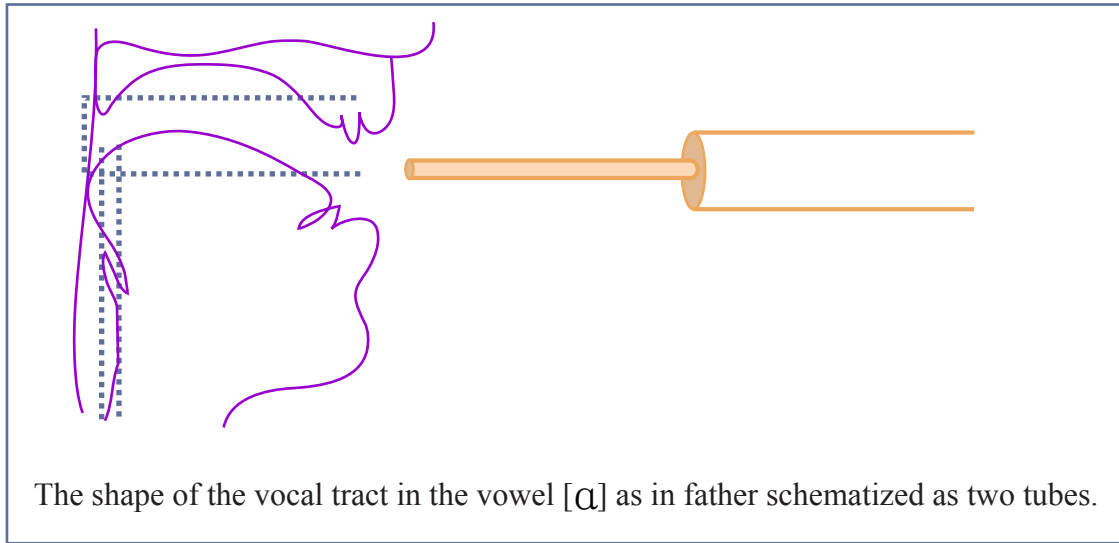 The shape of the vocal tract in the vowel [ɑ] as in father schematized as two tubes.